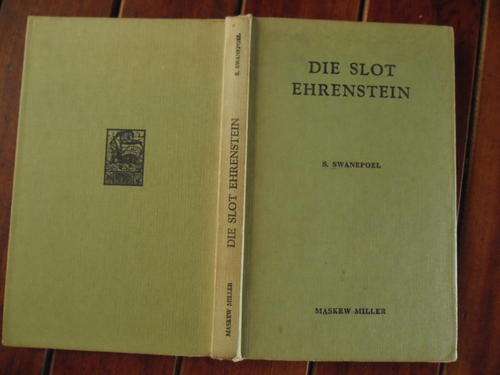 DIE SLOT
EHRENSTEIN
S. SWANEPOEL
MASKEW MILLER
S. SWANEPOEL
DIE SLOT EHRENSTEIN
MASKEW MILLER